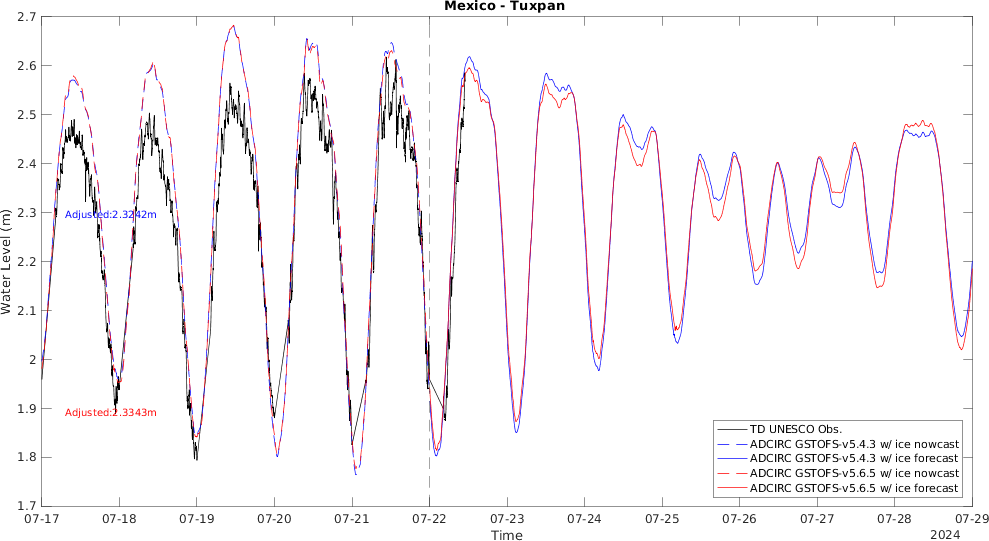 Mexico - Tuxpan
2.7
2.6
2.5
2.4
2.3
2.2
2.1
2
1.9
1.8
1.7
Water Level (m)
Adjusted:2.3242m
Adjusted:2.3343m
TD UNESCO Obs.
ADCIRC GSTOFS-v5.4.3 w/ ice nowcast
ADCIRC GSTOFS-v5.4.3 w/ ice forecast
ADCIRC GSTOFS-v5.6.5 w/ ice nowcast
ADCIRC GSTOFS-v5.6.5 w/ ice forecast
07-17 07-18 07-19 07-20 07-21 07-22 07-23 07-24 07-25 07-26 07-27 07-28 07-29
Time
2024